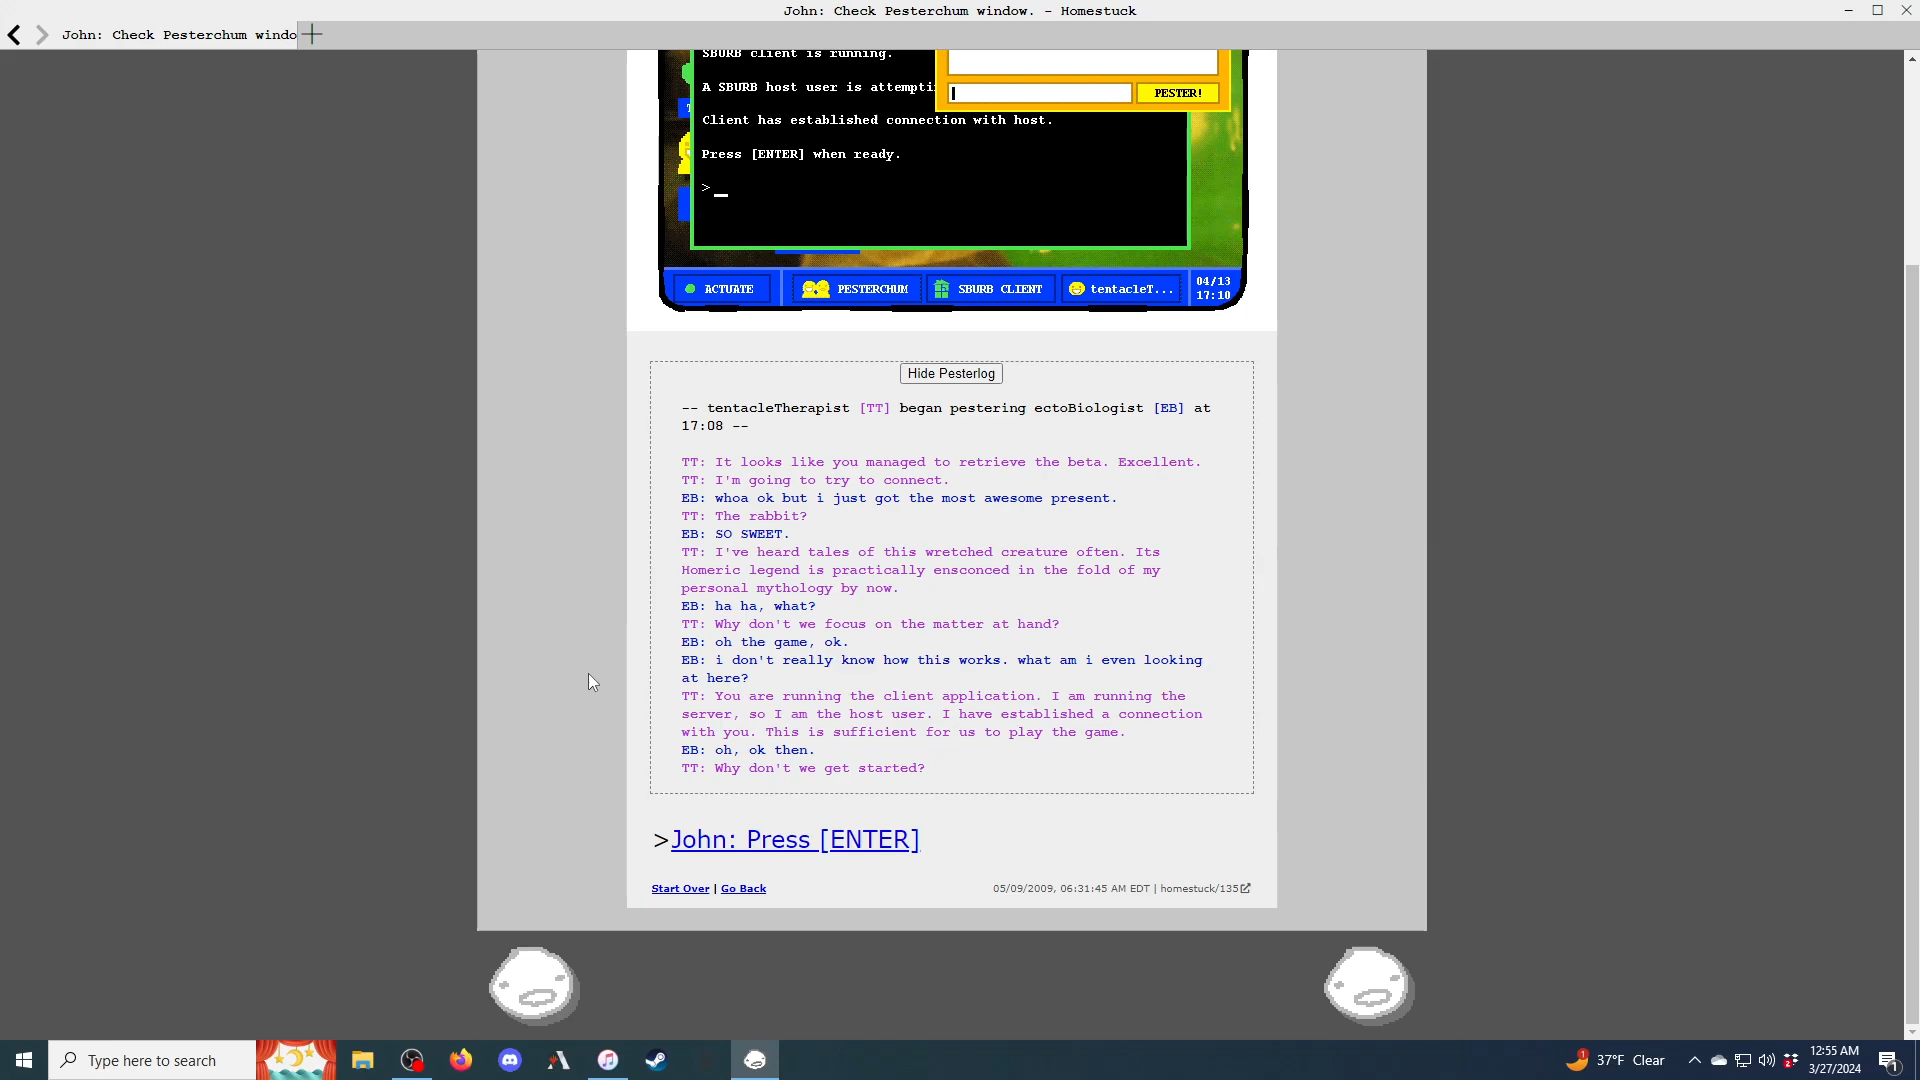 John: Check Pesterchum window. - Homestuck
John: Check Pesterchum windo
SBURB client is running.
A SBURB host user is attempti
PESTER!
Client has established connection with host.
Press [ENTER] when ready.
>_
ACTUATE
PESTERCHUM
SBURB CLIENT
tentacleT...
04/13
17:10
Hide Pesterlog
-- tentacleTherapist [TT] began pestering ectoBiologist [EB] at
17:08 --
TT: It looks like you managed to retrieve the beta. Excellent.
TT: I'm going to try to connect.
EB: whoa ok but i just got the most awesome present.
TT: The rabbit?
EB: SO SWEET.
TT: I've heard tales of this wretched creature often. Its
Homeric legend is practically ensconced in the fold of my
personal mythology by now.
EB: ha ha, what?
TT: Why don't we focus on the matter at hand?
EB: oh the game, ok.
EB: i don't really know how this works. what am i even looking
at here?
TT: You are running the client application. I am running the
server, so I am the host user. I have established a connection
with you. This is sufficient for us to play the game.
EB: oh, ok then.
TT: Why don't we get started?
>John: Press [ENTER]
Start Over | Go Back
05/09/2009, 06:31:45 AM EDT | homestuck/135
Type here to search
1
37°F Clear
2
12:55 AM
3/27/2024
1